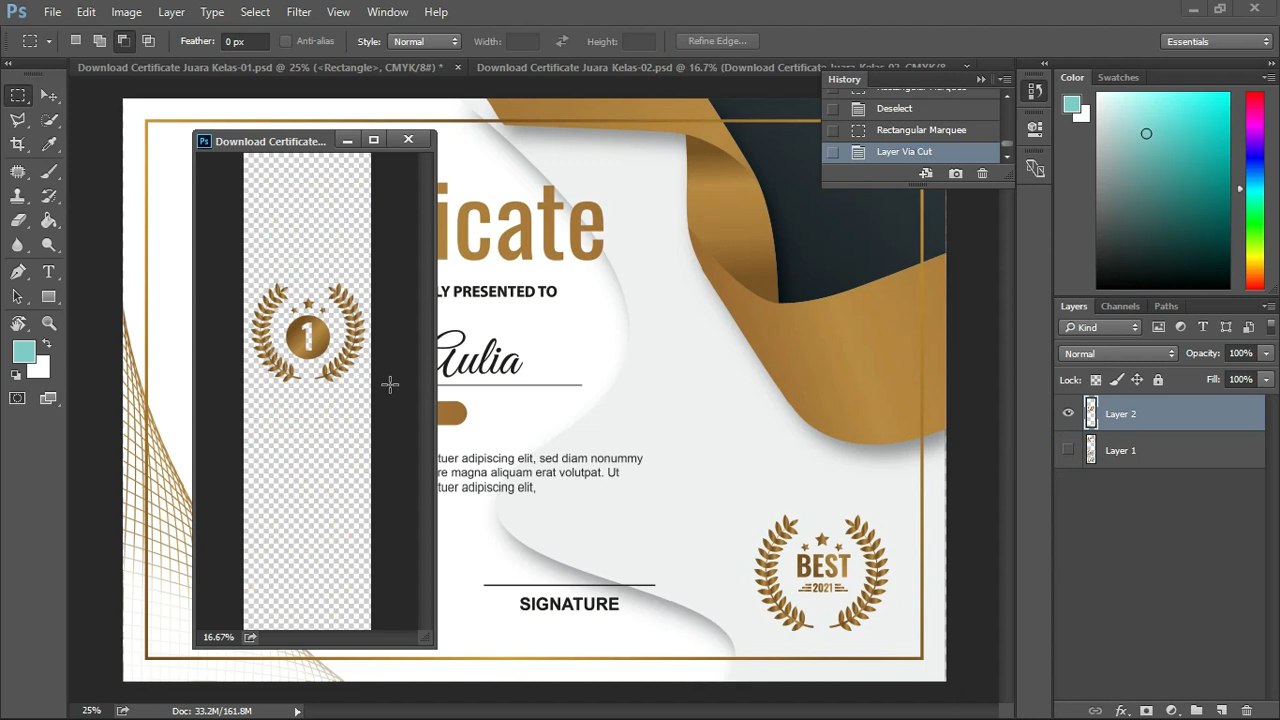 Ps File Edit Image Layer Type Select Filter View Window Help
Feather: 0 px Anti-alias Style: Normal Width: Height: Refine Edge... Essentials
Download Certificate Juara Kelas-01.psd @ 25% (<Rectangle>, CMYK/8#) * × Download Certificate Juara Kelas-02.psd @ 16.7%
History
Deselect
Rectangular Marquee
Layer Via Cut
Color Swatches
Ps Download Certificate...
1
16.67%
icate
LY PRESENTED TO
Aulia
tuer adipiscing elit, sed diam nonummy
re magna aliquam erat volutpat. Ut
tuer adipiscing elit,
SIGNATURE
BEST
2021
Layers Channels Paths
Kind
Normal Opacity: 100%
Lock: Fill: 100%
Layer 2
Layer 1
25% Doc: 33.2M/161.8M